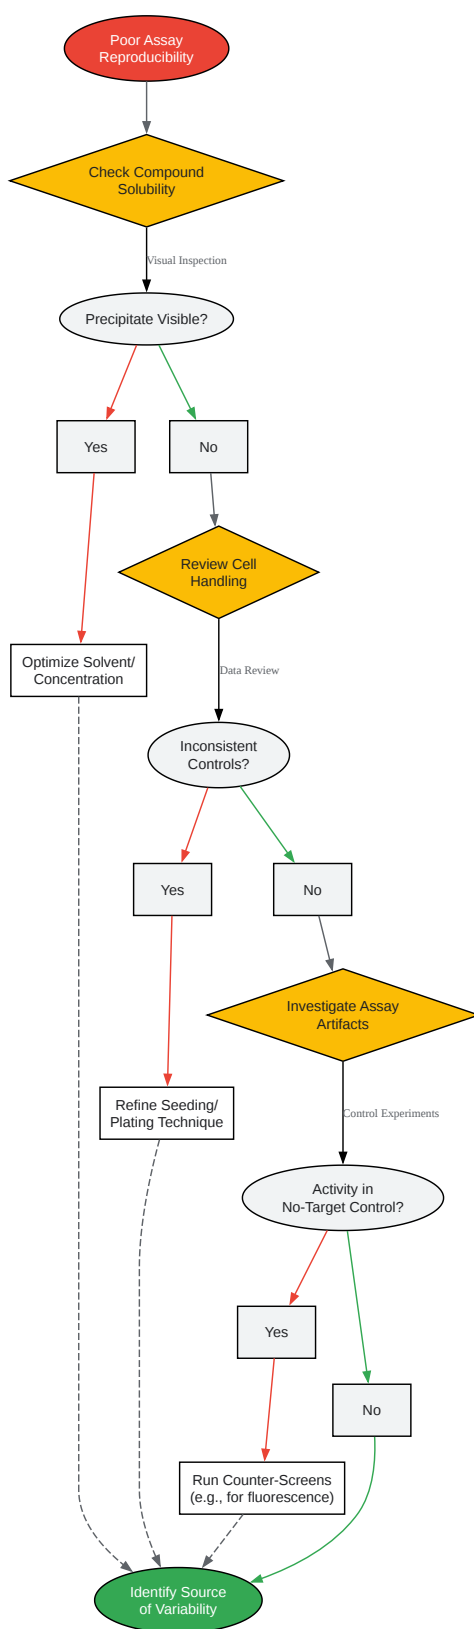 Poor Assay
Reproducibility
Check Compound
Solubility
Visual Inspection
Precipitate Visible?
Yes
No
Review Cell
Handling
Optimize Solvent/
Concentration
Data Review
Inconsistent
Controls?
Yes
No
Investigate Assay
Artifacts
Refine Seeding/
Plating Technique
Control Experiments
Activity in
No-Target Control?
Yes
No
Run Counter-Screens
(e.g., for fluorescence)
Identify Source
of Variability